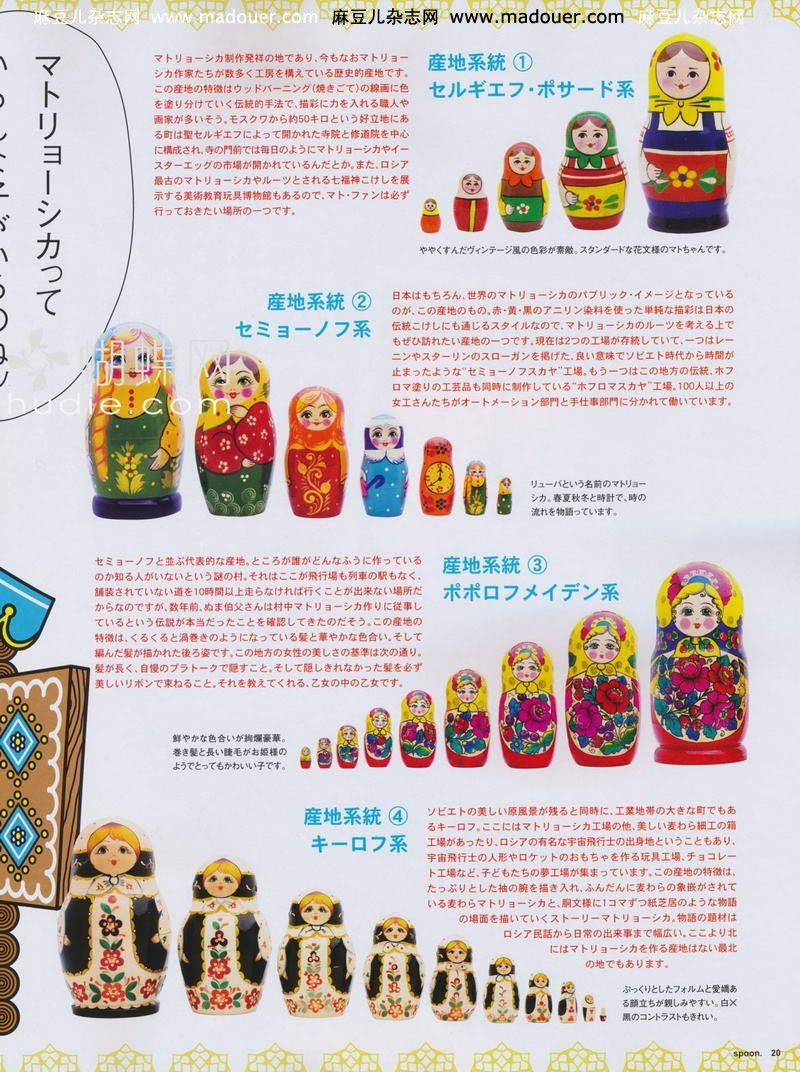 麻豆儿杂志网 www.madouer.com 麻豆儿杂志网 www.madouer.com 麻豆儿杂志网
マトリョーシカって
マトリョーシカ制作発祥の地であり、今もなおマトリョー
シカ作家たちが数多く工房を構えている歴史的産地です。
この産地の特徴はウッドバーニング(焼きごて)の線画に色
を塗り分けていく伝統的手法で、描彩に力を入れる職人や
画家が多いそう。モスクワから約50キロという好立地にあ
る町は聖セルギエフによって開かれた寺院と修道院を中心
に構成され、寺の門前では毎日のようにマトリョーシカやイー
スターエッグの市場が開かれているんだとか。また、ロシア
最古のマトリョーシカやルーツとされる七福神こけしを展
示する美術教育玩具博物館もあるので、マト・ファンは必ず
行っておきたい場所の一つです。
産地系統 ①
セルギエフ・ポサード系
ややくすんだヴィンテージ風の色彩が素敵。スタンダードな花文様のマトちゃんです。
産地系統 ②
セミョーノフ系
日本はもちろん、世界のマトリョーシカのパブリック・イメージとなっている
のが、この産地のもの。赤・黄・黒のアニリン染料を使った単純な描彩は日本の
伝統こけしにも通じるスタイルなので、マトリョーシカのルーツを考える上で
もぜひ訪れたい産地の一つです。現在は2つの工場が存続していて、一つはレー
ニンやスターリンのスローガンを掲げた、良い意味でソビエト時代から時間が
止まったような“セミョーノフスカヤ”工場。もう一つはこの地方の伝統、ホフ
ロマ塗りの工芸品も同時に制作している“ホフロマスカヤ”工場。100人以上の
女工さんたちがオートメーション部門と手仕事部門に分かれて働いています。
蝴蝶网
hudie.com
リューバという名前のマトリョー
シカ。春夏秋冬と時計で、時の
流れを物語っています。
セミョーノフと並ぶ代表的な産地。ところが誰がどんなふうに作っている
のか知る人がいないという謎の村。それはここが飛行場も列車の駅もなく、
舗装されていない道を10時間以上走らなければ行くことが出来ない場所だ
からなのですが、数年前、ぬま伯父さんは村中マトリョーシカ作りに従事し
ているという伝説が本当だったことを確認してきたのだそう。この産地の
特徴は、くるくると渦巻きのようになっている髪と華やかな色合い。そして
編んだ髪が描かれた後ろ姿です。この地方の女性の美しさの基準は次の通り。
髪が長く、自慢のプラトークで隠すこと。そして隠しきれなかった髪を必ず
美しいリボンで束ねること。それを教えてくれる、乙女の中の乙女です。
産地系統 ③
ポポロフメイデン系
鮮やかな色合いが絢爛豪華。
巻き髪と長い睫毛がお姫様の
ようでとってもかわいい子です。
産地系統 ④
キーロフ系
ソビエトの美しい原風景が残ると同時に、工業地帯の大きな町でもあ
るキーロフ。ここにはマトリョーシカ工場の他、美しい麦わら細工の箱
工場があったり、ロシアの有名な宇宙飛行士の出身地ということもあり、
宇宙飛行士の人形やロケットのおもちゃを作る玩具工場、チョコレー
ト工場など、子どもたちの夢工場が集まっています。この産地の特徴は、
たっぷりとした袖の腕を描き入れ、ふんだんに麦わらの象嵌がされて
いる麦わらマトリョーシカと、胴文様に1コマずつ紙芝居のような物語
の場面を描いていくストーリーマトリョーシカ。物語の題材は
ロシア民話から日常の出来事まで幅広い。ここより北
にはマトリョーシカを作る産地はない最北
の地でもあります。
ぷっくりとしたフォルムと愛嬌あ
る顔立ちが親しみやすい。白×
黒のコントラストもきれい。
spoon. 20